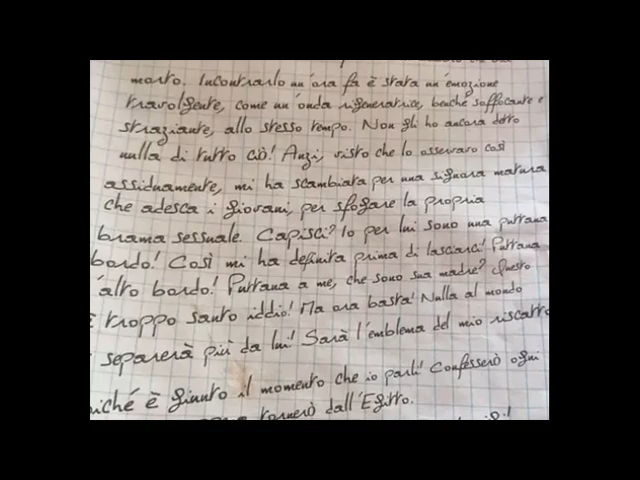 morto. Incontrarlo un'ora fa è stata un'emozione
travolgente, come un'onda rigeneratrice, benché soffocante e
straziante, allo stesso tempo. Non gli ho ancora detto
nulla di tutto ciò! Anzi, visto che lo osservavo così
assiduamente, mi ha scambiata per una signora matura
che adesca i giovani, per sfogare la propria
brama sessuale. Capisci? Io per lui sono una puttana
bordo! Così mi ha definita prima di lasciarci! Puttana
alto bordo! Puttana a me, che sono sua madre? Questo
è troppo santo iddio! Ma ora basta! Nulla al mondo
separerà più da lui! Sarà l'emblema del mio riscatto
giunto il momento che io parli! Confesserò ogni
tornerò dall'Egitto.